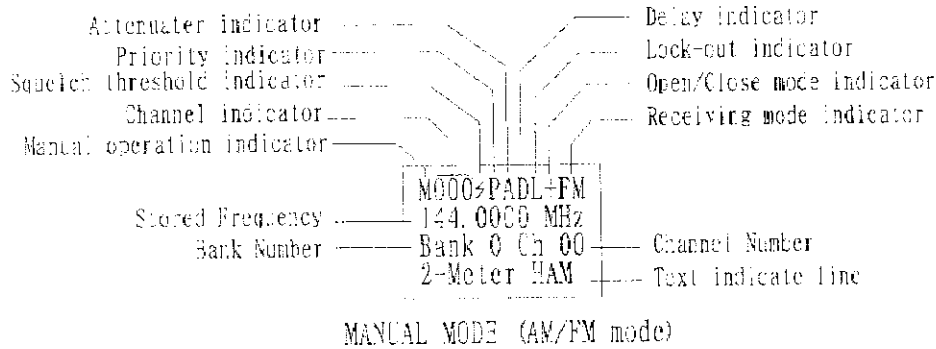 Attenuater indicator
Priority indicator
Squelch threshold indicator
Channel indicator
Manual operation indicator
Delay indicator
Lock-out indicator
Open/Close mode indicator
Receiving mode indicator
M000⚡PADL÷FM
Stored Frequency
144.0000 MHz
Bank Number
Bank 0 Ch 00
Channel Number
2-Meter HAM
Text indicate line
MANUAL MODE (AM/FM mode)